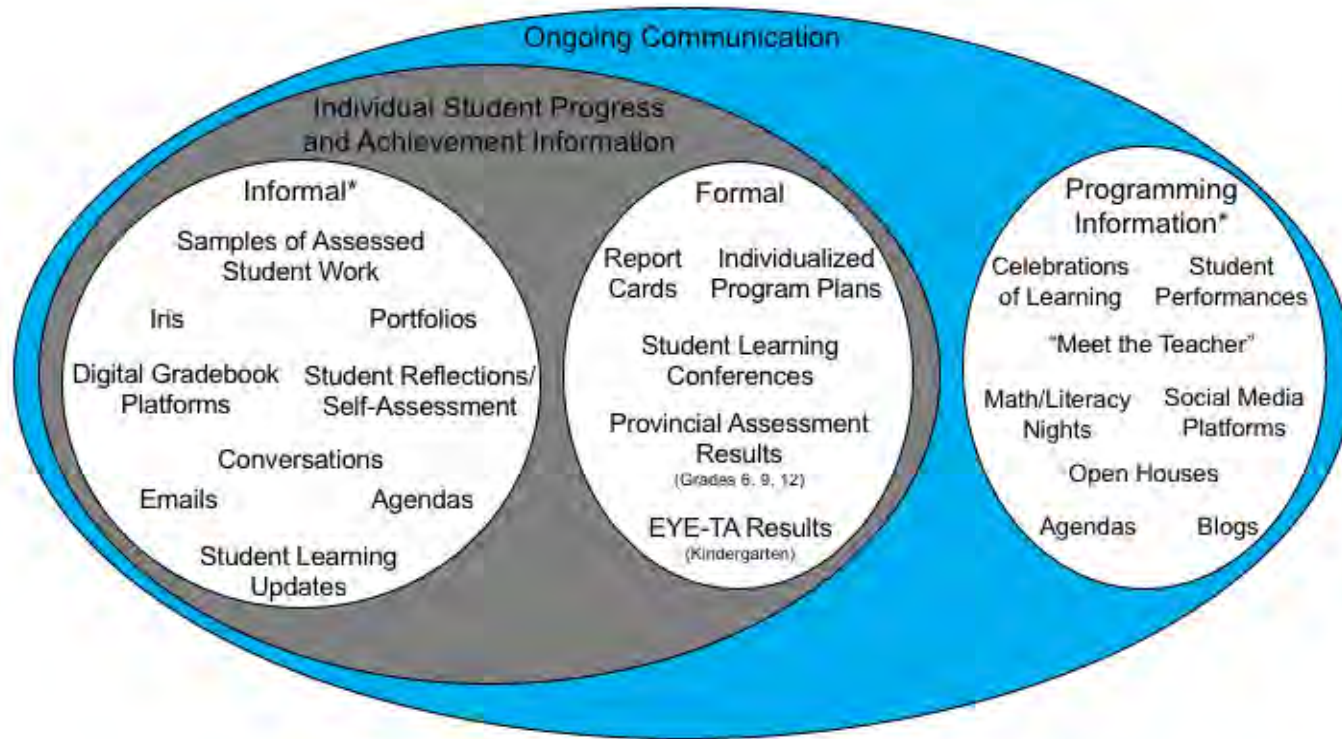 Ongoing Communication
Individual Student Progress
and Achievement Information
Informal*
Samples of Assessed
Student Work
Iris
Portfolios
Digital Gradebook
Platforms
Student Reflections/
Self-Assessment
Conversations
Emails
Agendas
Student Learning
Updates
Formal
Report
Cards
Individualized
Program Plans
Student Learning
Conferences
Provincial Assessment
Results
(Grades 6, 9, 12)
EYE-TA Results
(Kindergarten)
Programming
Information*
Celebrations
of Learning
Student
Performances
“Meet the Teacher”
Math/Literacy
Nights
Social Media
Platforms
Open Houses
Agendas
Blogs